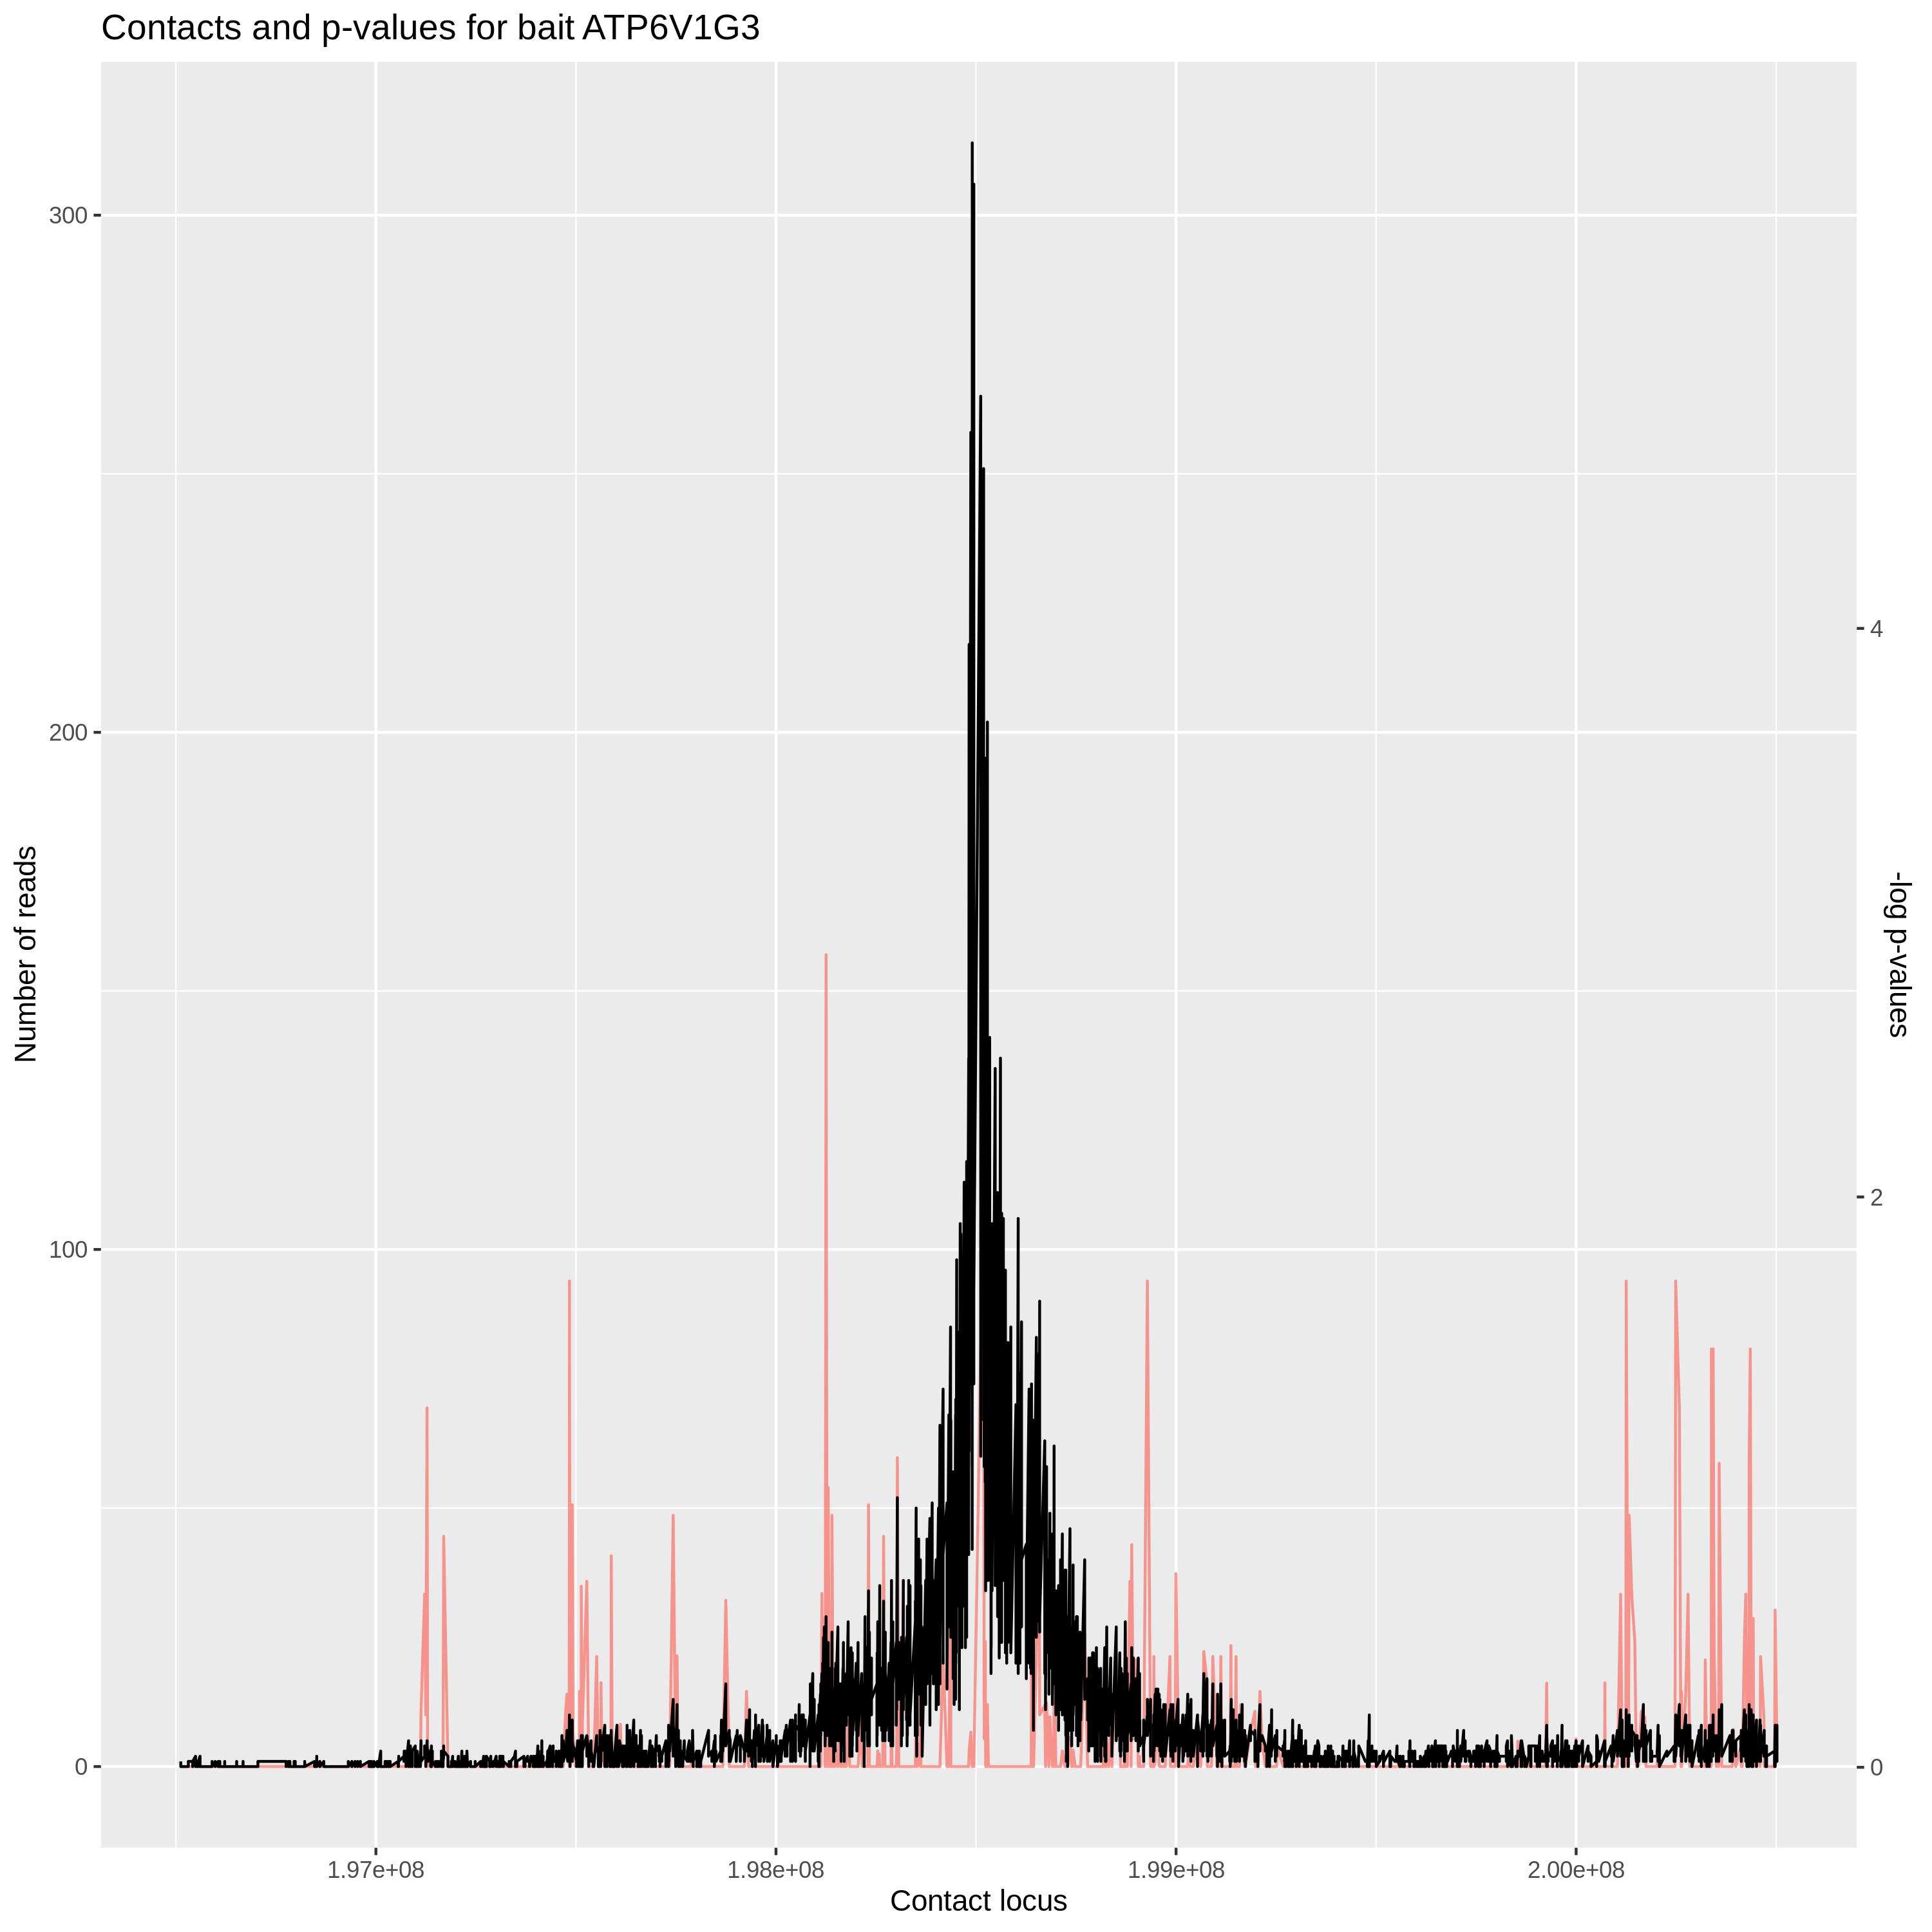 Contacts and p-values for bait ATP6V1G3
300
200
100
0
Number of reads
4
2
0
-log p-values
1.97e+08
1.98e+08
1.99e+08
2.00e+08
Contact locus